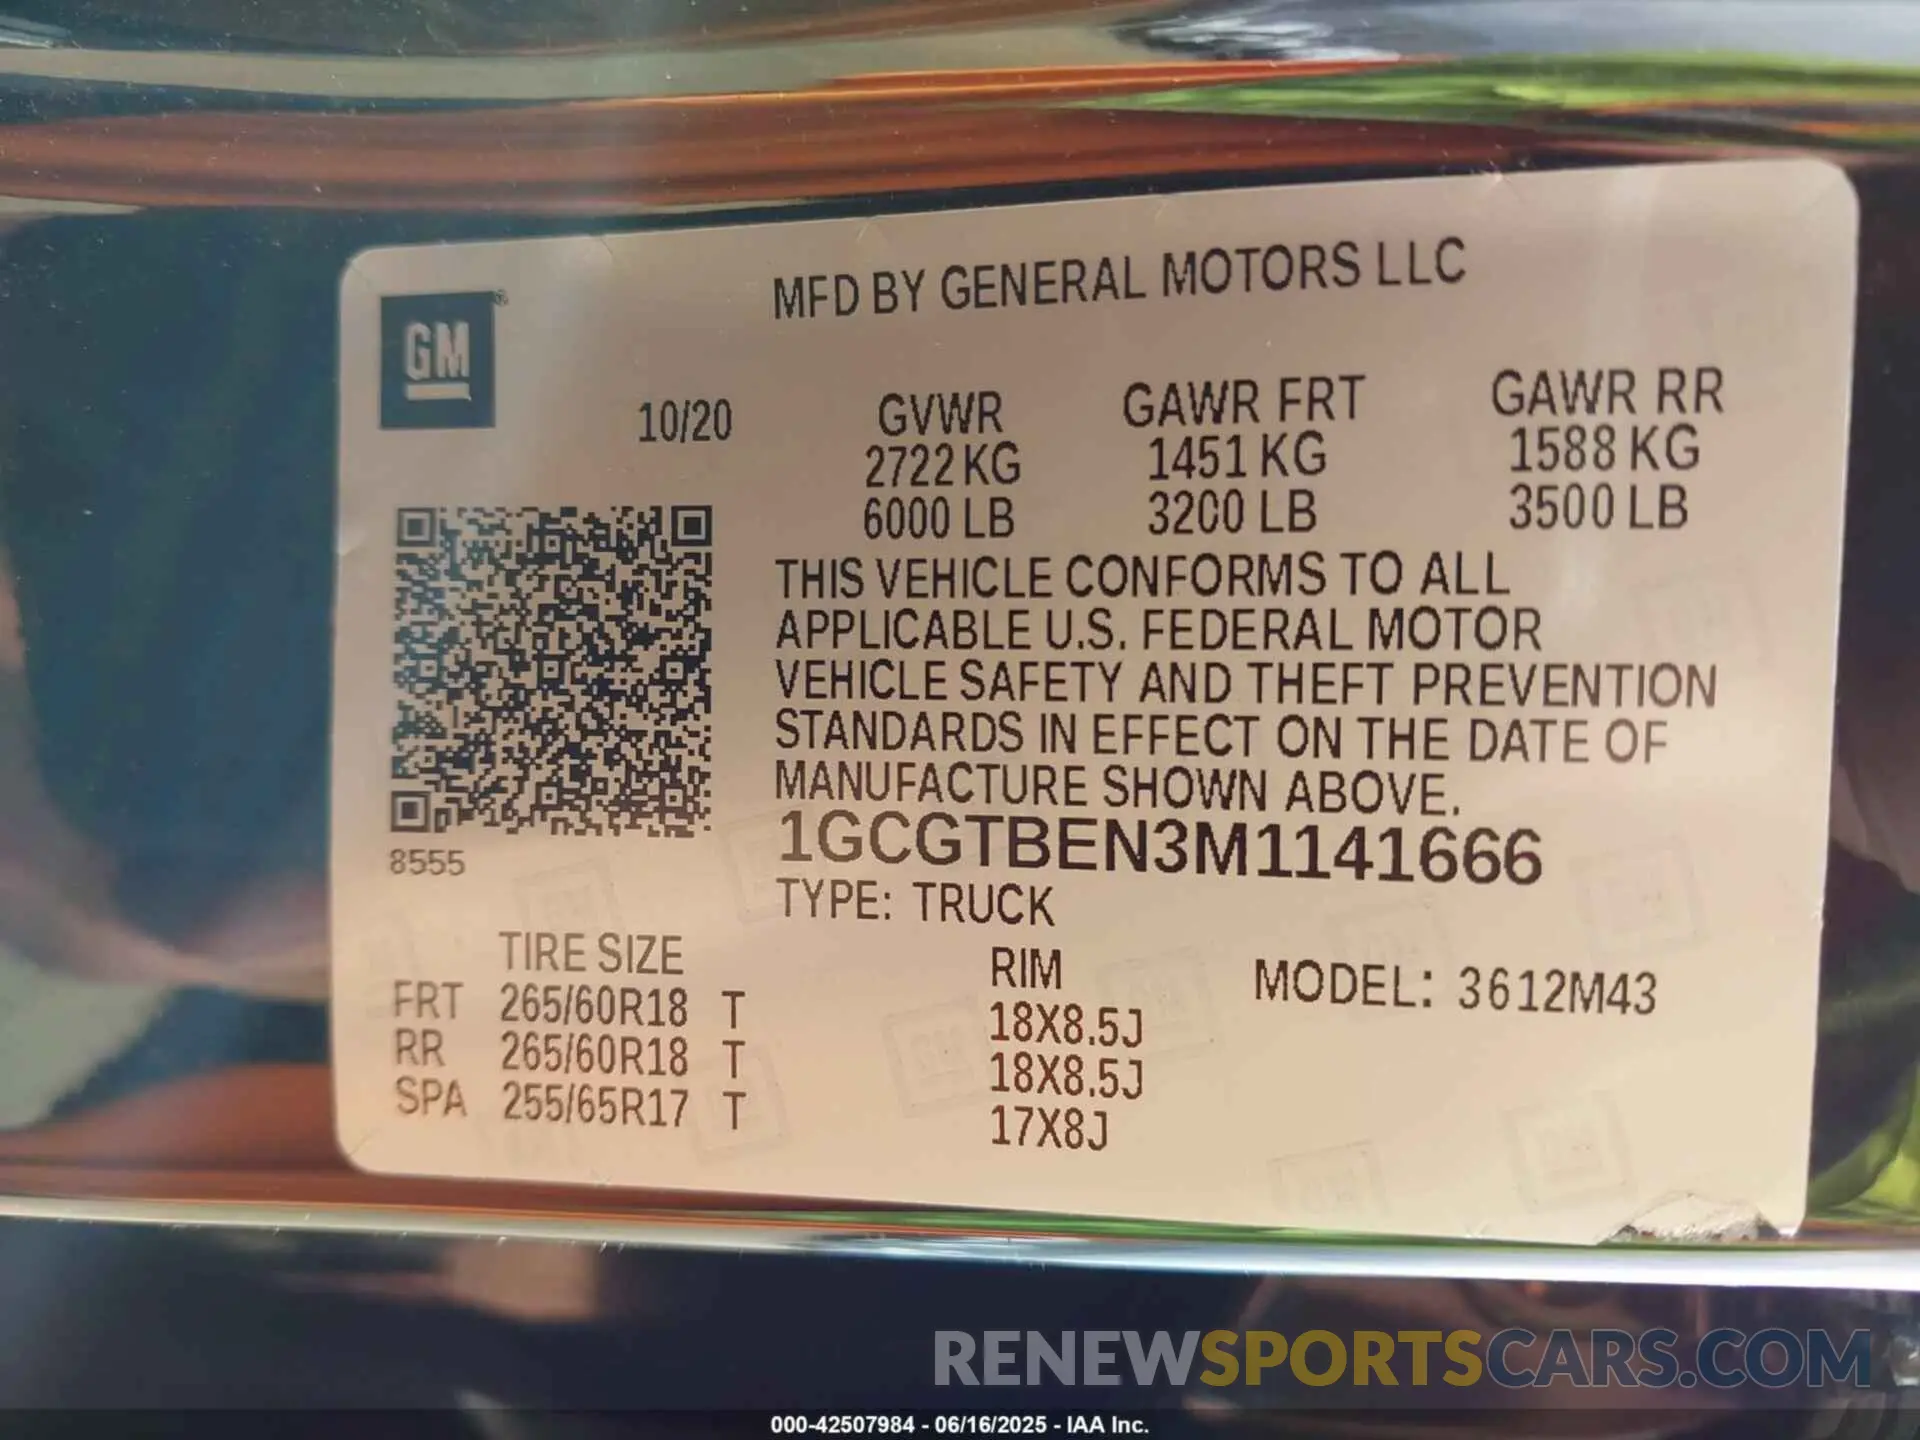 MFD BY GENERAL MOTORS LLC
GM®
10/20
GVWR GAWR FRT GAWR RR
2722 KG 1451 KG 1588 KG
6000 LB 3200 LB 3500 LB
THIS VEHICLE CONFORMS TO ALL
APPLICABLE U.S. FEDERAL MOTOR
VEHICLE SAFETY AND THEFT PREVENTION
STANDARDS IN EFFECT ON THE DATE OF
MANUFACTURE SHOWN ABOVE.
8555
1GCGTBEN3M1141666
TYPE: TRUCK
TIRE SIZE RIM MODEL: 3612M43
FRT 265/60R18 T 18X8.5J
RR 265/60R18 T 18X8.5J
SPA 255/65R17 T 17X8J
RENEWSPORTSCARS.COM
000-42507984 - 06/16/2025 - IAA Inc.